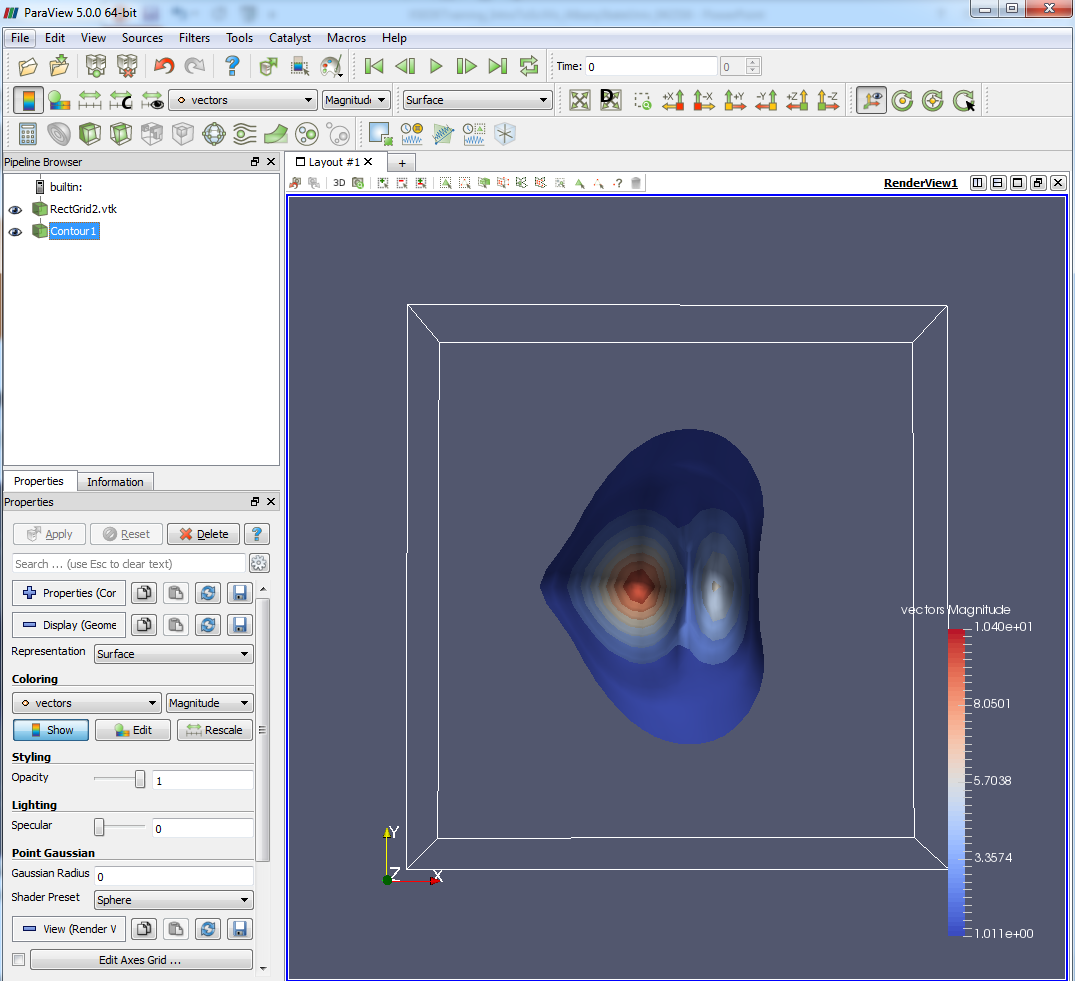 ParaView 5.0.0 64-bit
File Edit View Sources Filters Tools Catalyst Macros Help
Time: 0 0
vectors Magnitude Surface
D +X -X +Y -Y +Z -Z
Pipeline Browser
Layout #1
+
3D
RenderView1
builtin:
RectGrid2.vtk
Contour1
Properties Information
Properties
Apply Reset Delete ?
Search ... (use Esc to clear text)
Properties (Cor
Display (Geome
Representation Surface
Coloring
vectors Magnitude
Show Edit Rescale
Styling
Opacity 1
Lighting
Specular 0
Point Gaussian
Gaussian Radius 0
Shader Preset Sphere
View (Render V
Edit Axes Grid ...
vectors Magnitude
1.040e+01
8.0501
5.7038
3.3574
1.011e+00
Y
Z X